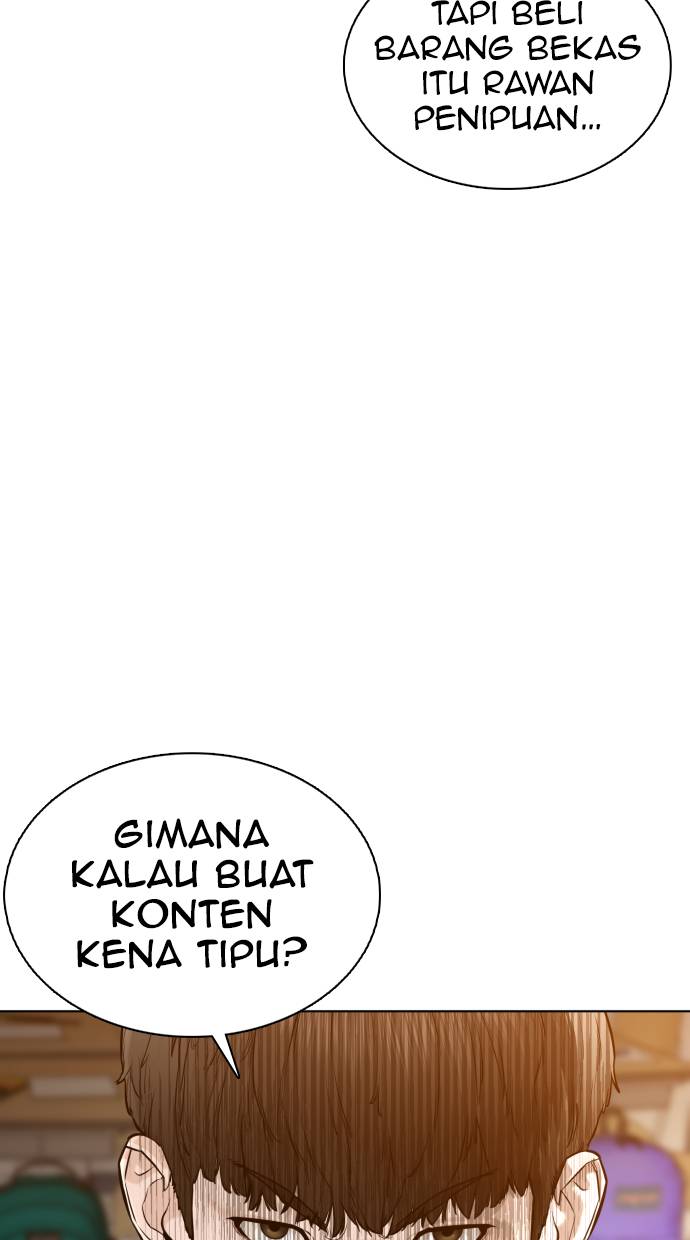 TAPI BELI
BARANG BEKAS
ITU RAWAN
PENIPUAN...
GIMANA
KALAU BUAT
KONTEN
KENA TIPU?